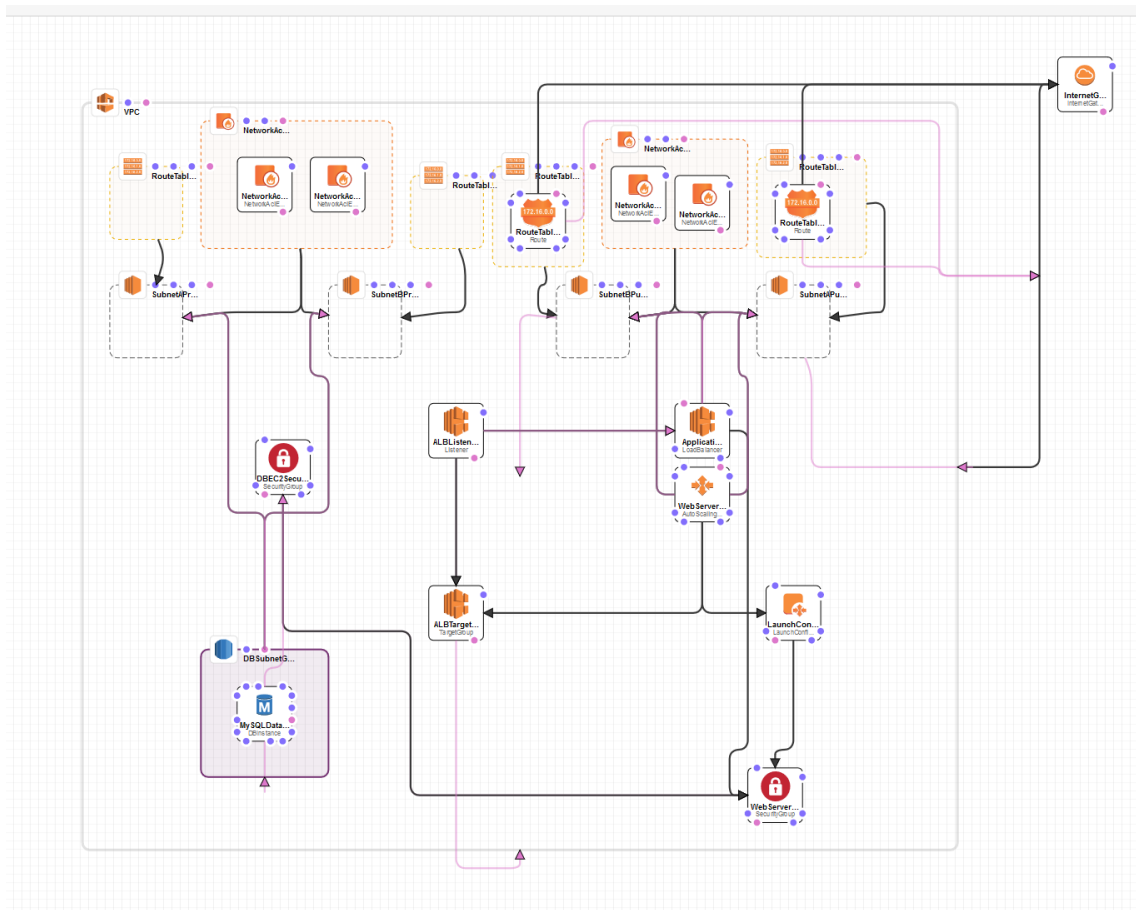 InternetG...
InternetGat...
VPC
NetworkAc...
NetworkAc...
RouteTabl...
RouteTabl...
RouteTabl...
RouteTabl...
NetworkAc...
NetworkAclE...
NetworkAc...
NetworkAclE...
NetworkAc...
NetworkAclE...
NetworkAc...
NetworkAclE...
172.16.0.0
RouteTabl...
Route
172.16.0.0
RouteTabl...
Route
SubnetAPr...
SubnetBPr...
SubnetBPu...
SubnetAPu...
ALBListen...
Listener
Applicati...
LoadBalancer
DBEC2Secu...
SecurityGroup
WebServer...
AutoScaling...
ALBTarget...
TargetGroup
LaunchCon...
LaunchConfi...
DBSubnetG...
M
MySQLData...
DBInstance
WebServer...
SecurityGroup